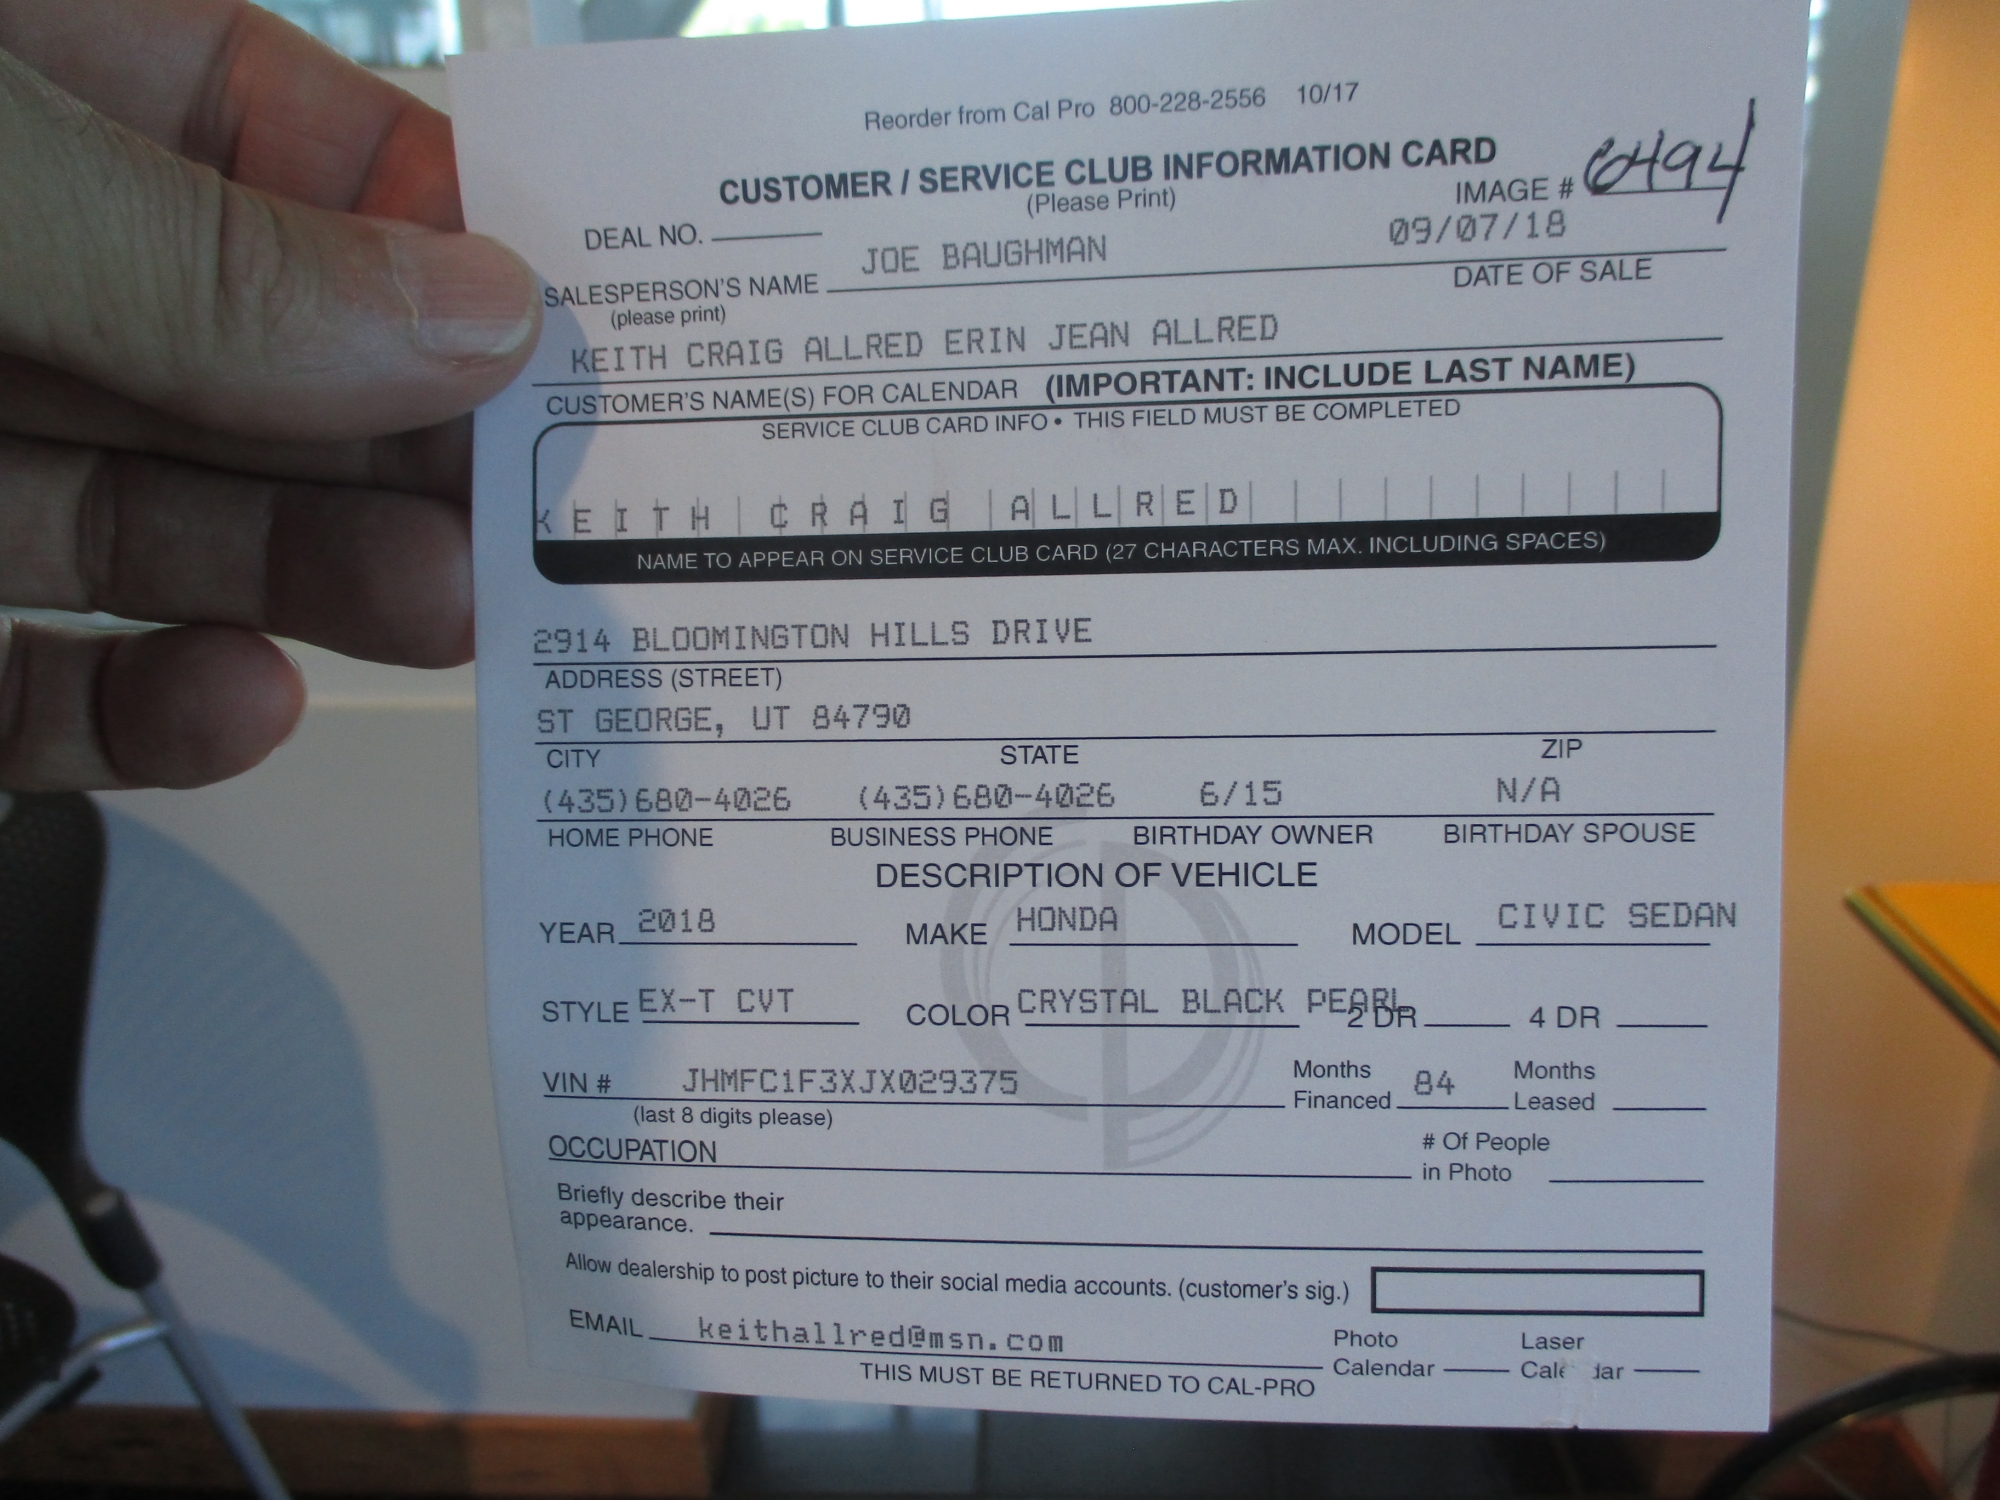 Reorder from Cal Pro 800-228-2556 10/17
CUSTOMER / SERVICE CLUB INFORMATION CARD
(Please Print)
IMAGE # 6494
DEAL NO.
JOE BAUGHMAN 09/07/18
SALESPERSON'S NAME DATE OF SALE
(please print)
KEITH CRAIG ALLRED ERIN JEAN ALLRED
CUSTOMER'S NAME(S) FOR CALENDAR (IMPORTANT: INCLUDE LAST NAME)
SERVICE CLUB CARD INFO • THIS FIELD MUST BE COMPLETED
KEITH CRAIG ALLRED
NAME TO APPEAR ON SERVICE CLUB CARD (27 CHARACTERS MAX. INCLUDING SPACES)
2914 BLOOMINGTON HILLS DRIVE
ADDRESS (STREET)
ST GEORGE, UT 84790
CITY STATE ZIP
(435)680-4026 (435)680-4026 6/15 N/A
HOME PHONE BUSINESS PHONE BIRTHDAY OWNER BIRTHDAY SPOUSE
DESCRIPTION OF VEHICLE
YEAR 2018 MAKE HONDA MODEL CIVIC SEDAN
STYLE EX-T CVT COLOR CRYSTAL BLACK PEARL 2 DR 4 DR
VIN # JHMFC1F3XJX029375 Months Financed 84 Months Leased
(last 8 digits please)
OCCUPATION # Of People in Photo
Briefly describe their
appearance.
Allow dealership to post picture to their social media accounts. (customer's sig.)
EMAIL keithallred@msn.com Photo Calendar Laser Calendar
THIS MUST BE RETURNED TO CAL-PRO